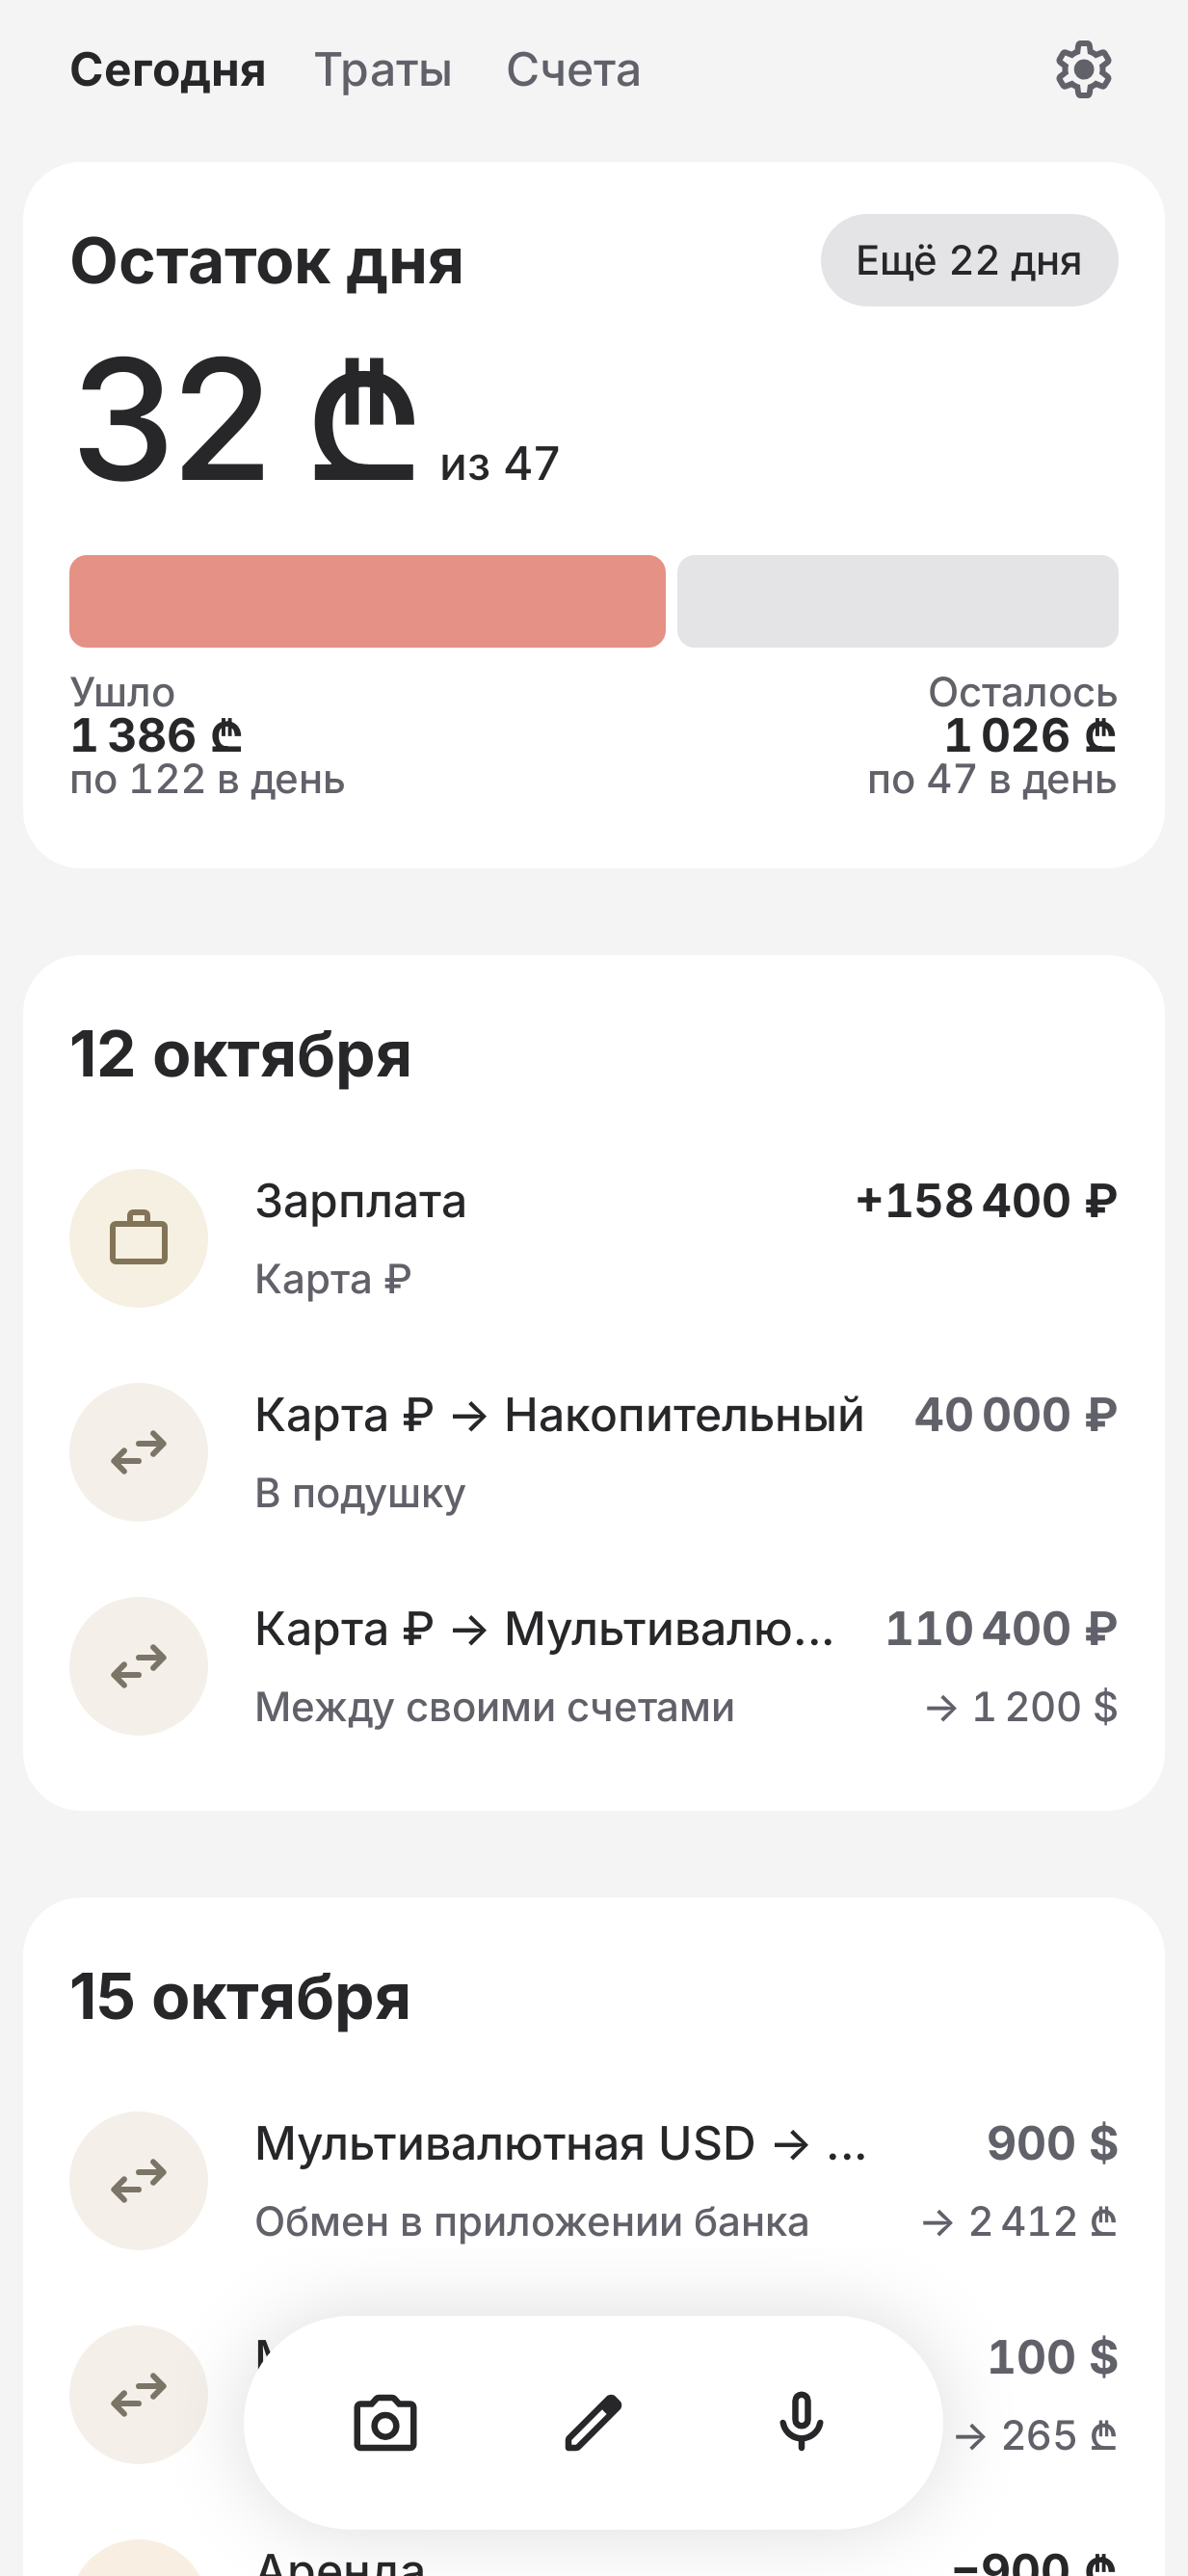 Сегодня Траты Счета
Остаток дня Ещё 22 дня
32 ₾ из 47
Ушло Осталось
1 386 ₾ 1 026 ₾
по 122 в день по 47 в день
12 октября
Зарплата +158 400 ₽
Карта ₽
Карта ₽ → Накопительный 40 000 ₽
В подушку
Карта ₽ → Мультивалю... 110 400 ₽
Между своими счетами → 1 200 $
15 октября
Мультивалютная USD → ... 900 $
Обмен в приложении банка → 2 412 ₾
100 $
→ 265 ₾
Аренда −900 ₾